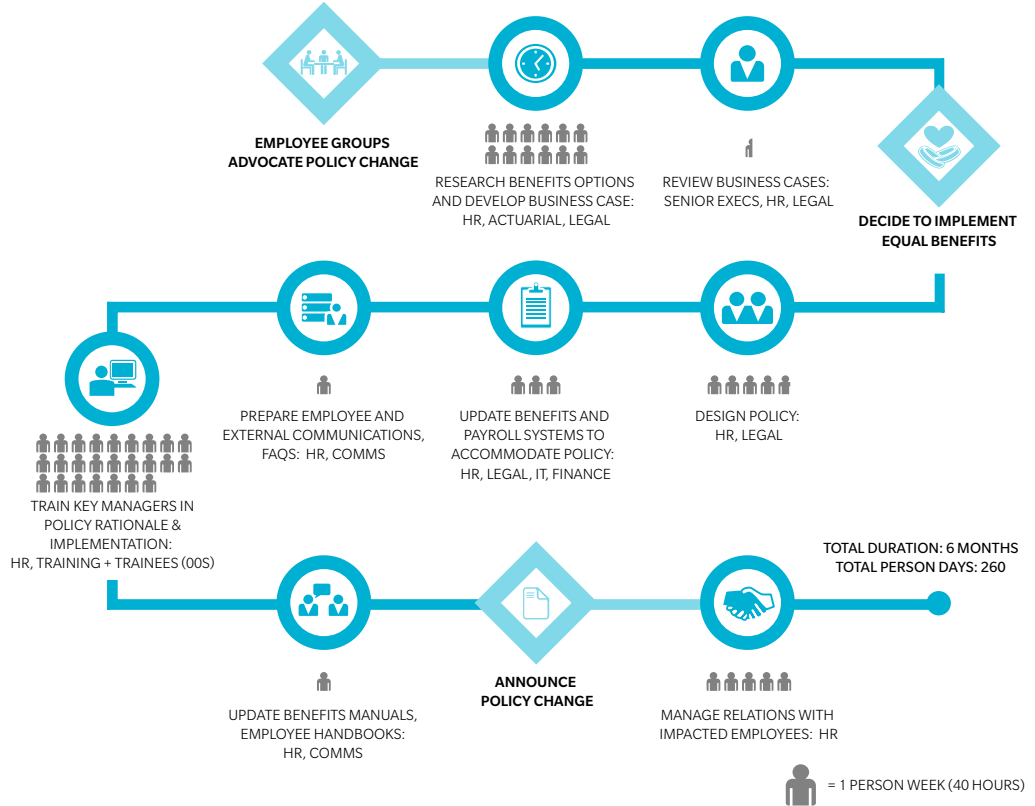 EMPLOYEE GROUPS
ADVOCATE POLICY CHANGE
RESEARCH BENEFITS OPTIONS
AND DEVELOP BUSINESS CASE:
HR, ACTUARIAL, LEGAL
REVIEW BUSINESS CASES:
SENIOR EXECS, HR, LEGAL
DECIDE TO IMPLEMENT
EQUAL BENEFITS
DESIGN POLICY:
HR, LEGAL
UPDATE BENEFITS AND
PAYROLL SYSTEMS TO
ACCOMMODATE POLICY:
HR, LEGAL, IT, FINANCE
PREPARE EMPLOYEE AND
EXTERNAL COMMUNICATIONS,
FAQS: HR, COMMS
TRAIN KEY MANAGERS IN
POLICY RATIONALE &
IMPLEMENTATION:
HR, TRAINING + TRAINEES (00S)
UPDATE BENEFITS MANUALS,
EMPLOYEE HANDBOOKS:
HR, COMMS
ANNOUNCE
POLICY CHANGE
MANAGE RELATIONS WITH
IMPACTED EMPLOYEES: HR
TOTAL DURATION: 6 MONTHS
TOTAL PERSON DAYS: 260
= 1 PERSON WEEK (40 HOURS)